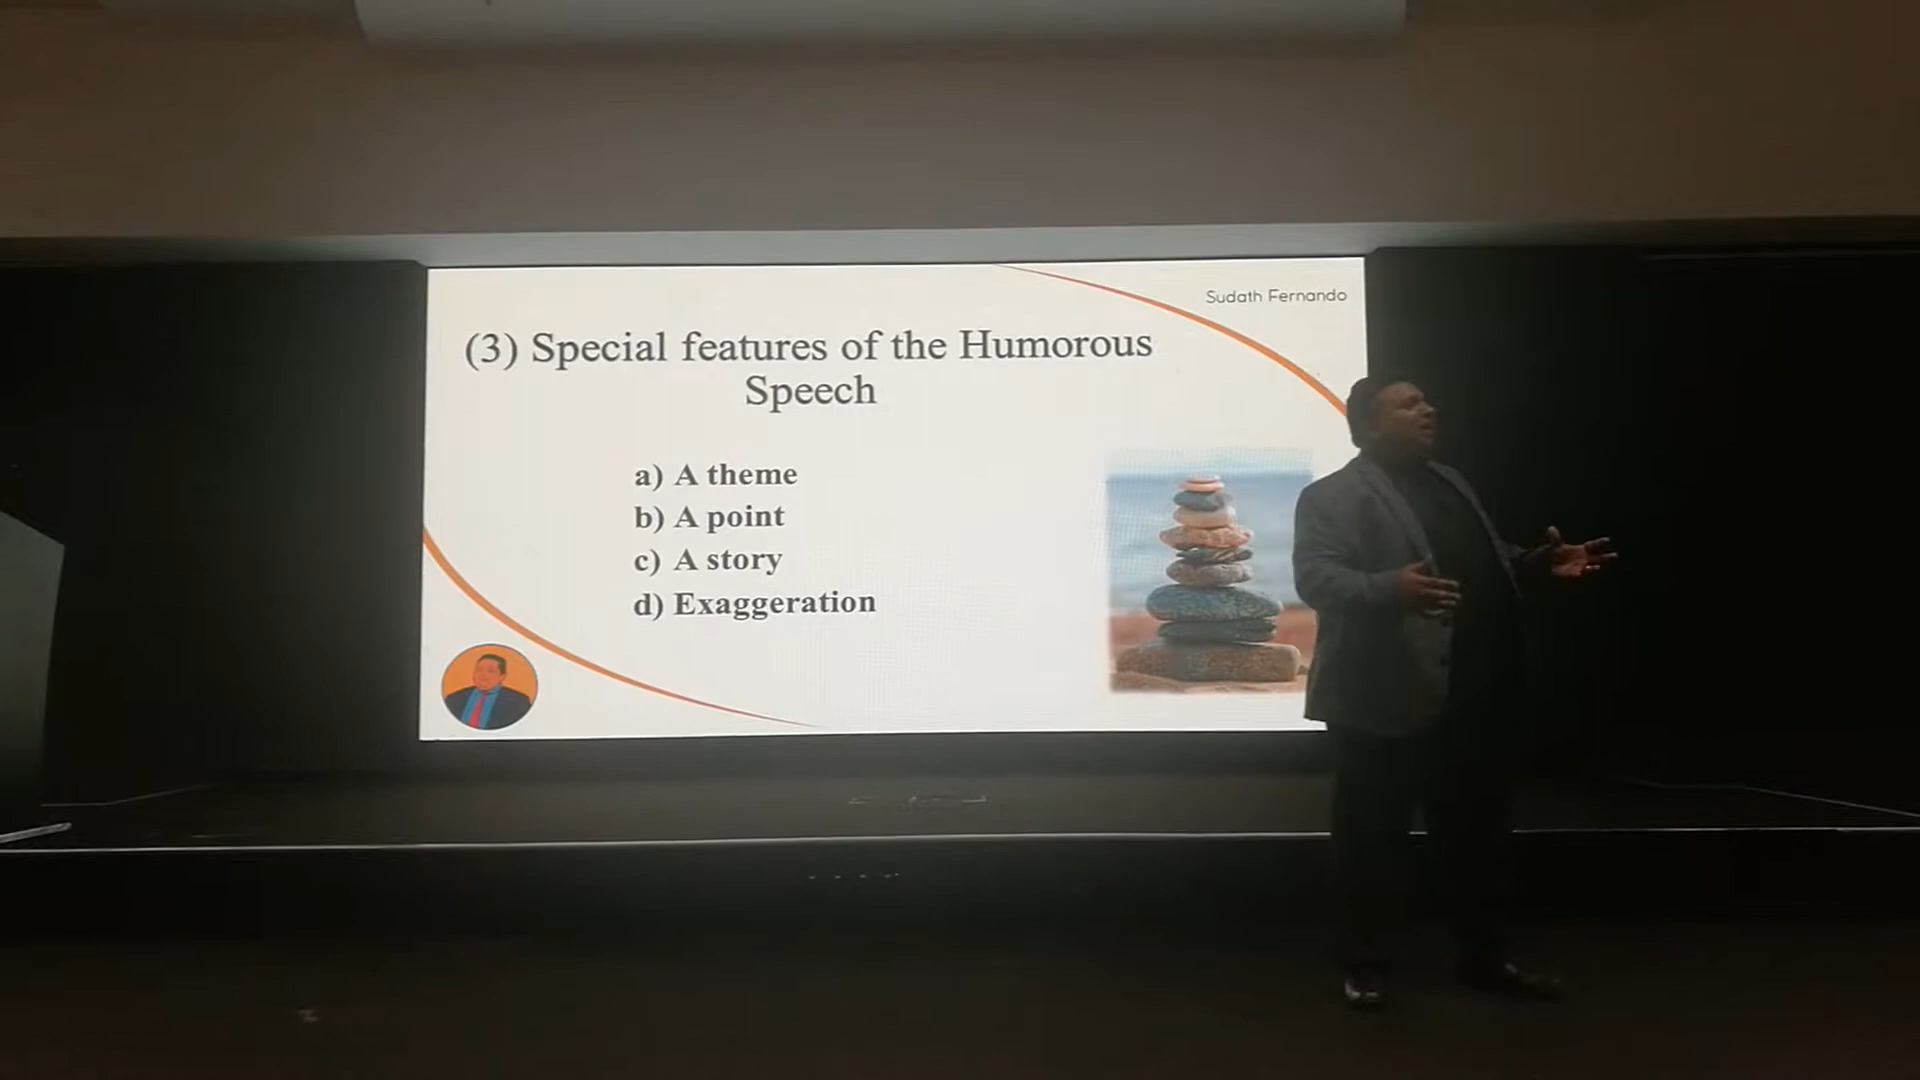 Sudath Fernando
(3) Special features of the Humorous
Speech
a) A theme
b) A point
c) A story
d) Exaggeration